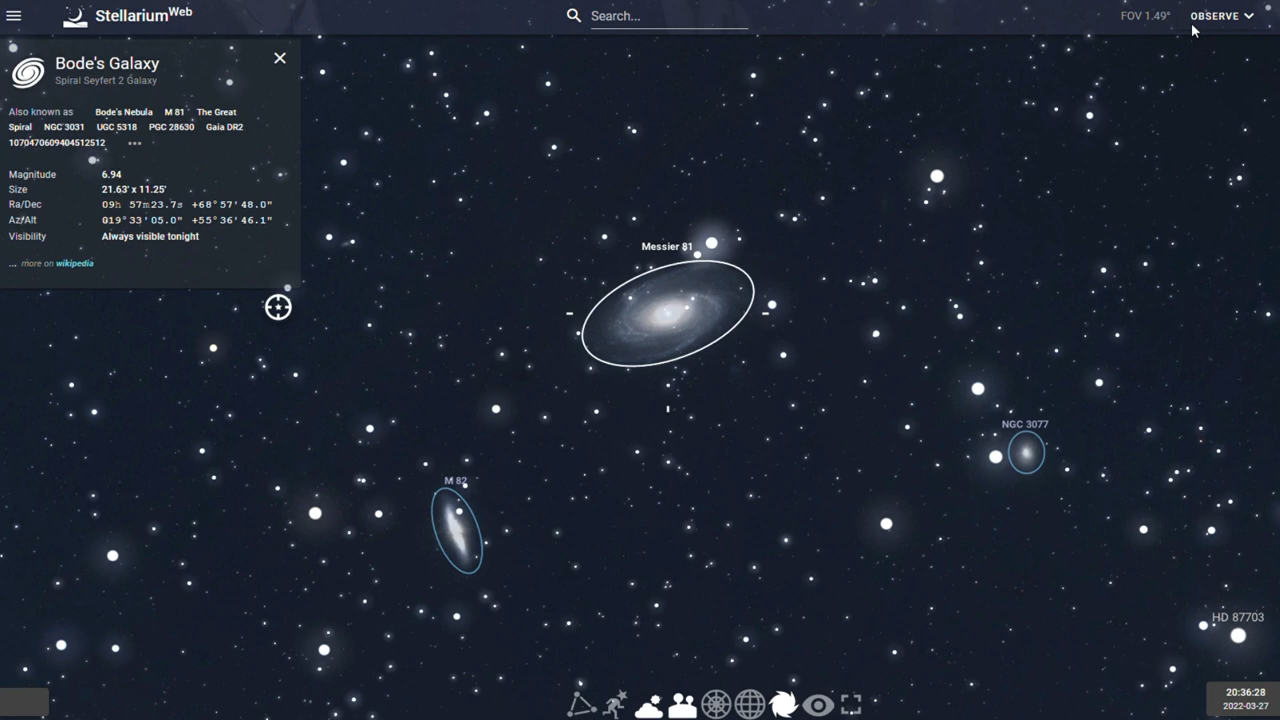 StellariumWeb
Search...
FOV 1.49°
OBSERVE
Bode's Galaxy
Spiral Seyfert 2 Galaxy
Also known as Bode's Nebula M 81 The Great
Spiral NGC 3031 UGC 5318 PGC 28630 Gaia DR2
1070470609404512512 •••
Magnitude 6.94
Size 21.63' x 11.25'
Ra/Dec 09h 57m23.7s +68°57'48.0"
Az/Alt 019°33'05.0" +55°36'46.1"
Visibility Always visible tonight
... more on wikipedia
Messier 81
NGC 3077
M 82
HD 87703
20:36:28
2022-03-27